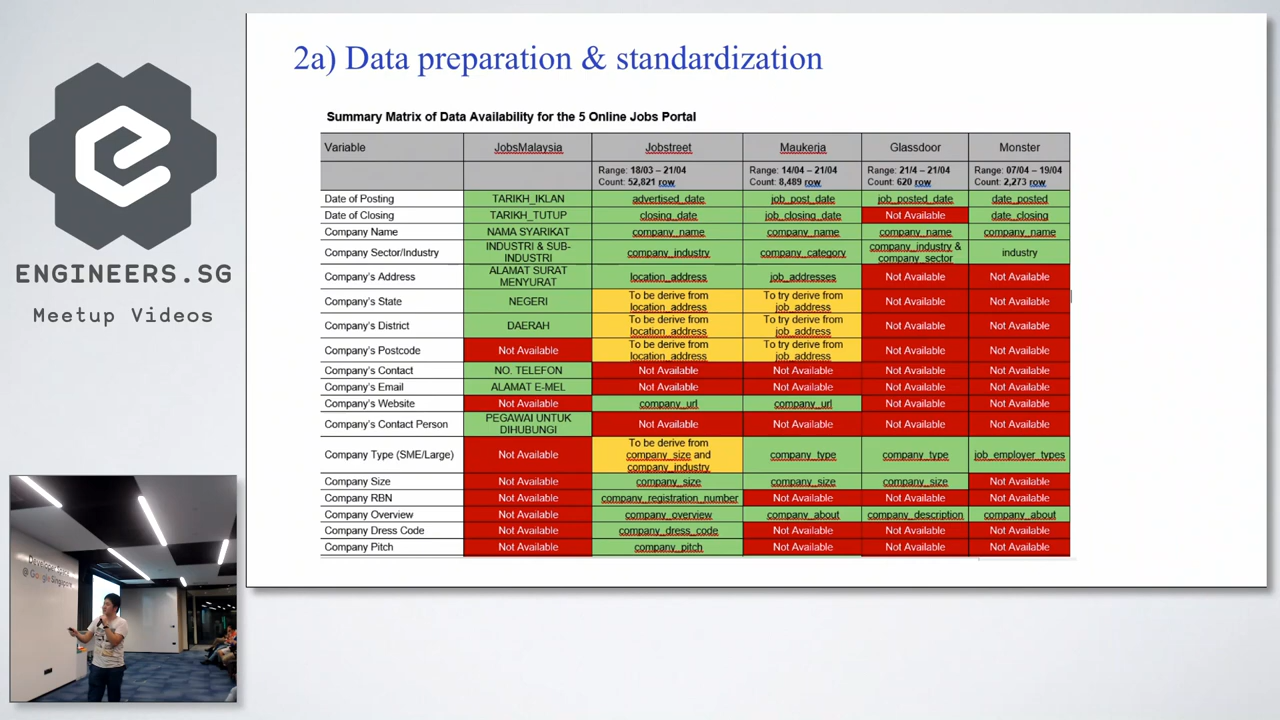 2a) Data preparation & standardization
ENGINEERS.SG
Meetup Videos
Summary Matrix of Data Availability for the 5 Online Jobs Portal
Variable JobsMalaysia Jobstreet Maukerja Glassdoor Monster
Range: 18/03 – 21/04 Range: 14/04 – 21/04 Range: 21/4 – 21/04 Range: 07/04 – 19/04
Count: 52,821 row Count: 8,489 row Count: 620 row Count: 2,273 row
Date of Posting TARIKH_IKLAN advertised_date job_post_date job_posted_date date_posted
Date of Closing TARIKH_TUTUP closing_date job_closing_date Not Available date_closing
Company Name NAMA SYARIKAT company_name company_name company_name company_name
Company Sector/Industry INDUSTRI & SUB-INDUSTRI company_industry company_category company_industry & company_sector industry
Company's Address ALAMAT SURAT MENYURAT location_address job_addresses Not Available Not Available
Company's State NEGERI To be derive from location_address To try derive from job_address Not Available Not Available
Company's District DAERAH To be derive from location_address To try derive from job_address Not Available Not Available
Company's Postcode Not Available To be derive from location_address To try derive from job_address Not Available Not Available
Company's Contact NO. TELEFON Not Available Not Available Not Available Not Available
Company's Email ALAMAT E-MEL Not Available Not Available Not Available Not Available
Company's Website Not Available company_url company_url Not Available Not Available
Company's Contact Person PEGAWAI UNTUK DIHUBUNGI Not Available Not Available Not Available Not Available
Company Type (SME/Large) Not Available To be derive from company_size and company_industry company_type company_type job_employer_types
Company Size Not Available company_size company_size company_size Not Available
Company RBN Not Available company_registration_number Not Available Not Available Not Available
Company Overview Not Available company_overview company_about company_description company_about
Company Dress Code Not Available company_dress_code Not Available Not Available Not Available
Company Pitch Not Available company_pitch Not Available Not Available Not Available
@ Google